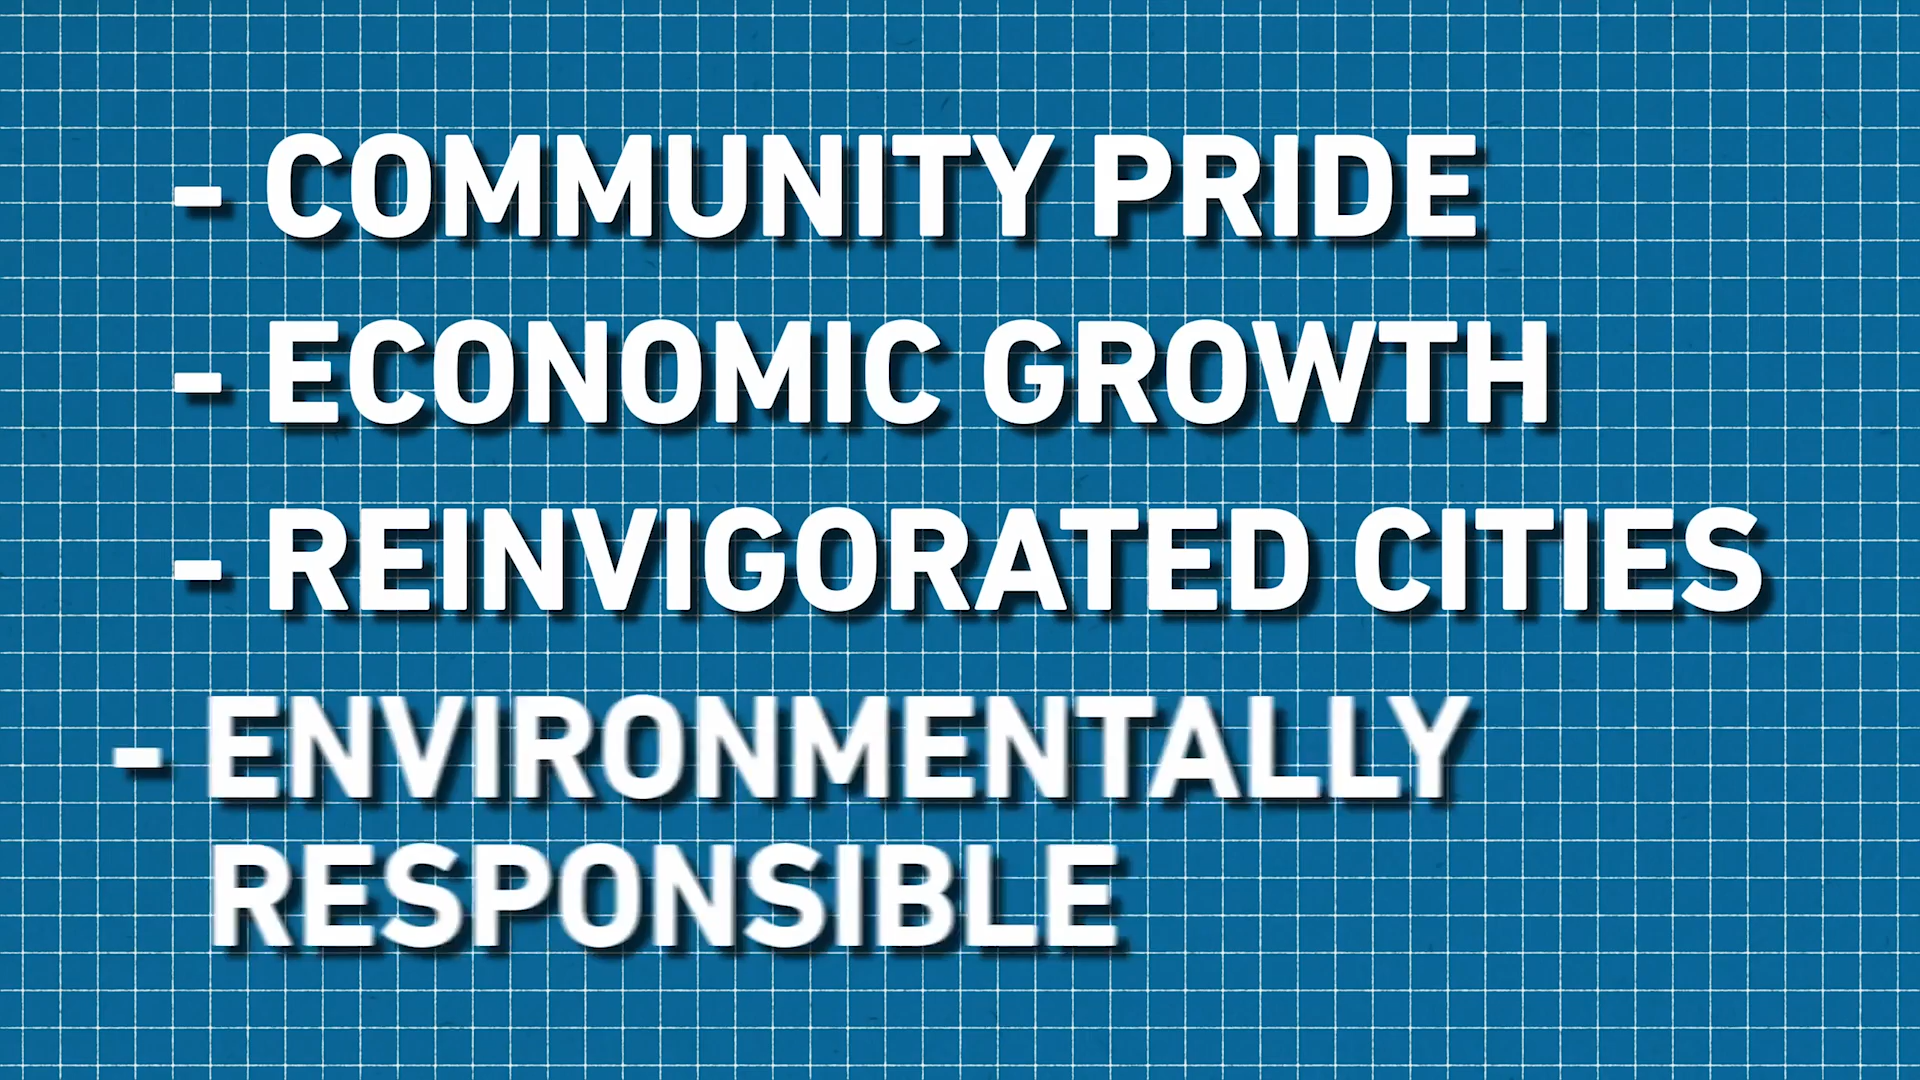 - COMMUNITY PRIDE
- ECONOMIC GROWTH
- REINVIGORATED CITIES
- ENVIRONMENTALLY
RESPONSIBLE